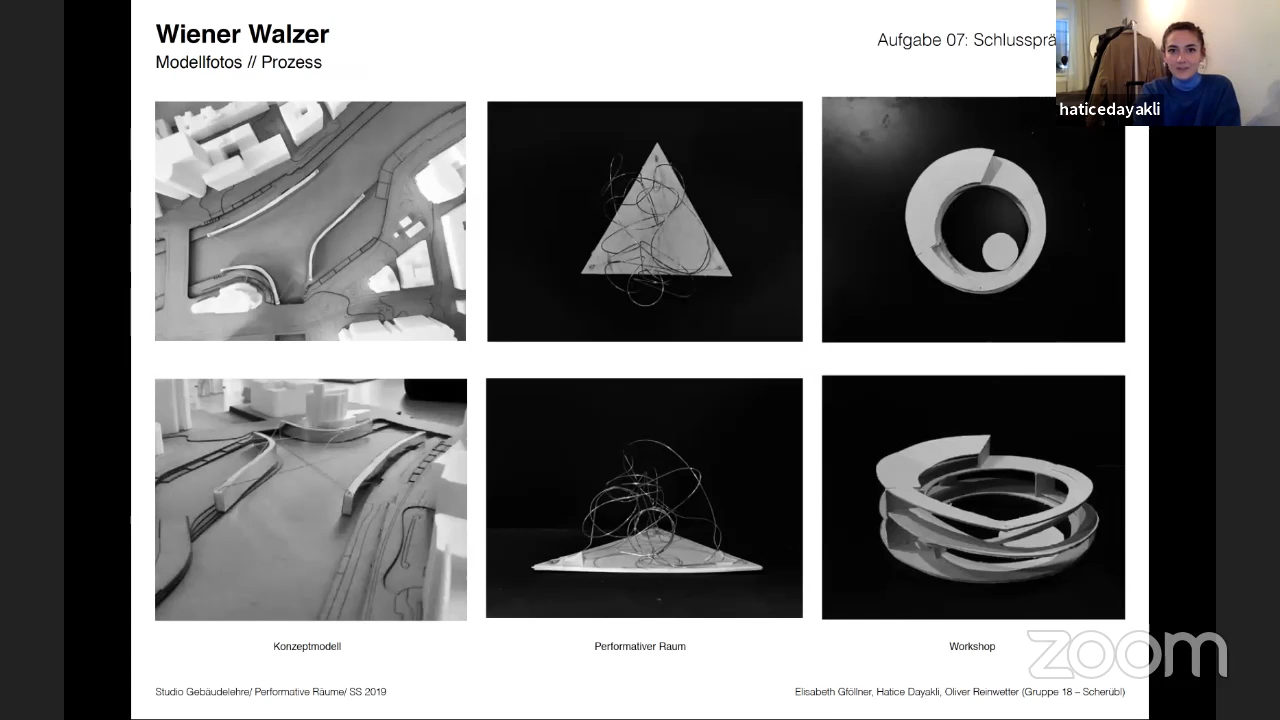 Wiener Walzer
Modellfotos // Prozess
Aufgabe 07: Schlussprä
haticedayakli
Konzeptmodell
Performativer Raum
Workshop
zoom
Studio Gebäudelehre/ Performative Räume/ SS 2019
Elisabeth Gföllner, Hatice Dayakli, Oliver Reinwetter (Gruppe 18 – Scherübl)